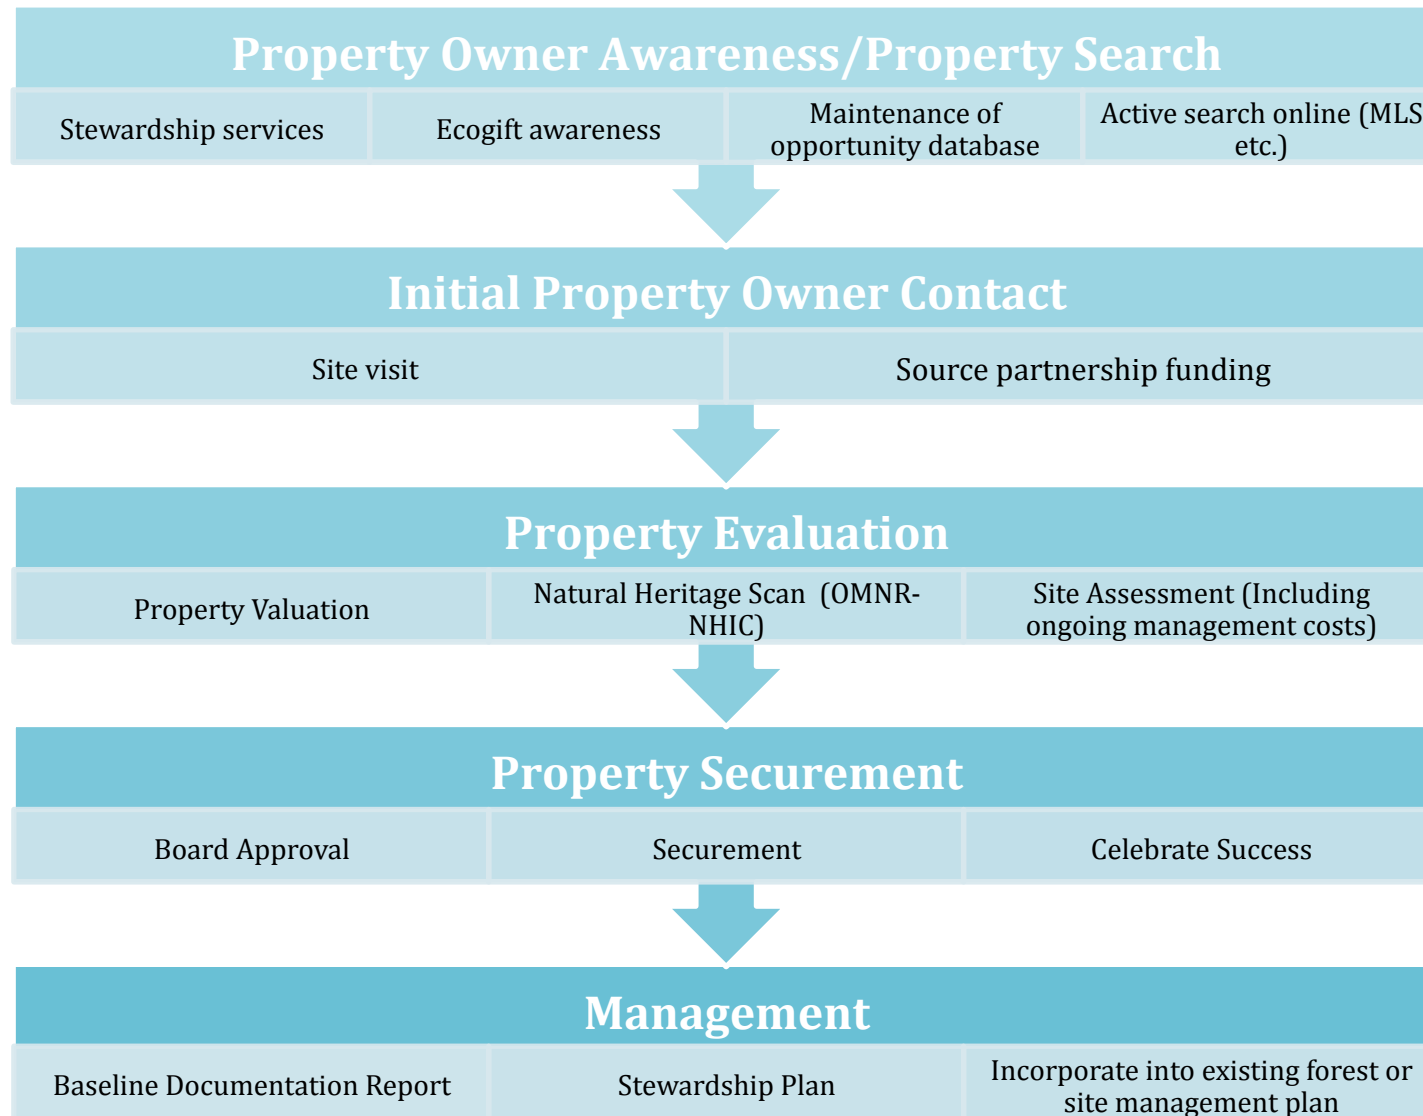 Property Owner Awareness/Property Search
Stewardship services
Ecogift awareness
Maintenance of
opportunity database
Active search online (MLS
etc.)
Initial Property Owner Contact
Site visit
Source partnership funding
Property Evaluation
Property Valuation
Natural Heritage Scan  (OMNR-
NHIC)
Site Assessment (Including
ongoing management costs)
Property Securement
Board Approval
Securement
Celebrate Success
Management
Baseline Documentation Report
Stewardship Plan
Incorporate into existing forest or
site management plan